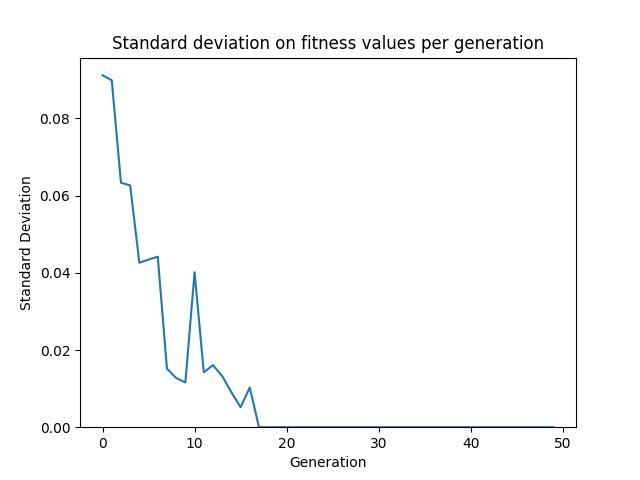 Standard deviation on fitness values per generation
0.08
0.06
0.04
0.02
0.00
Standard Deviation
0 10 20 30 40 50
Generation